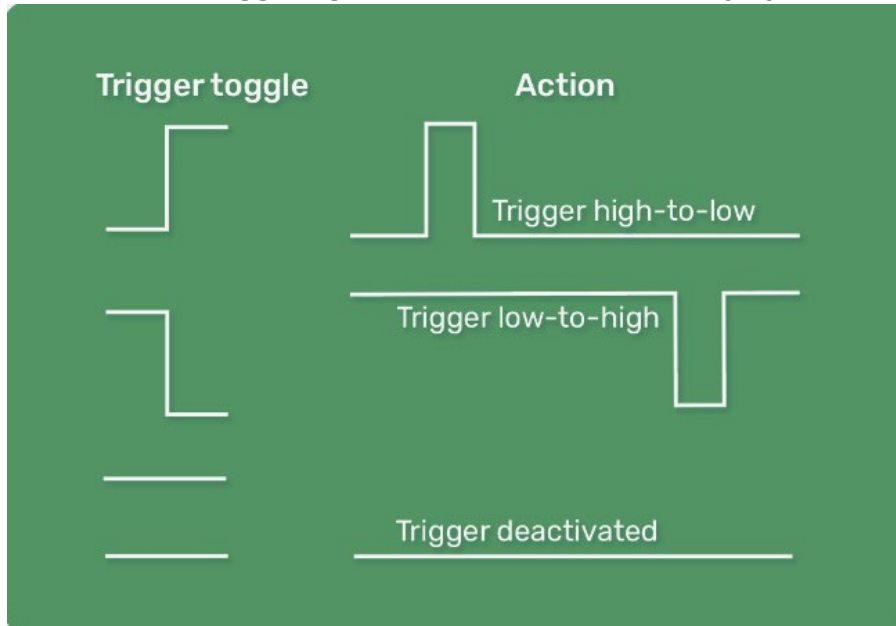 Trigger toggle
Action
Trigger high-to-low
Trigger low-to-high
Trigger deactivated